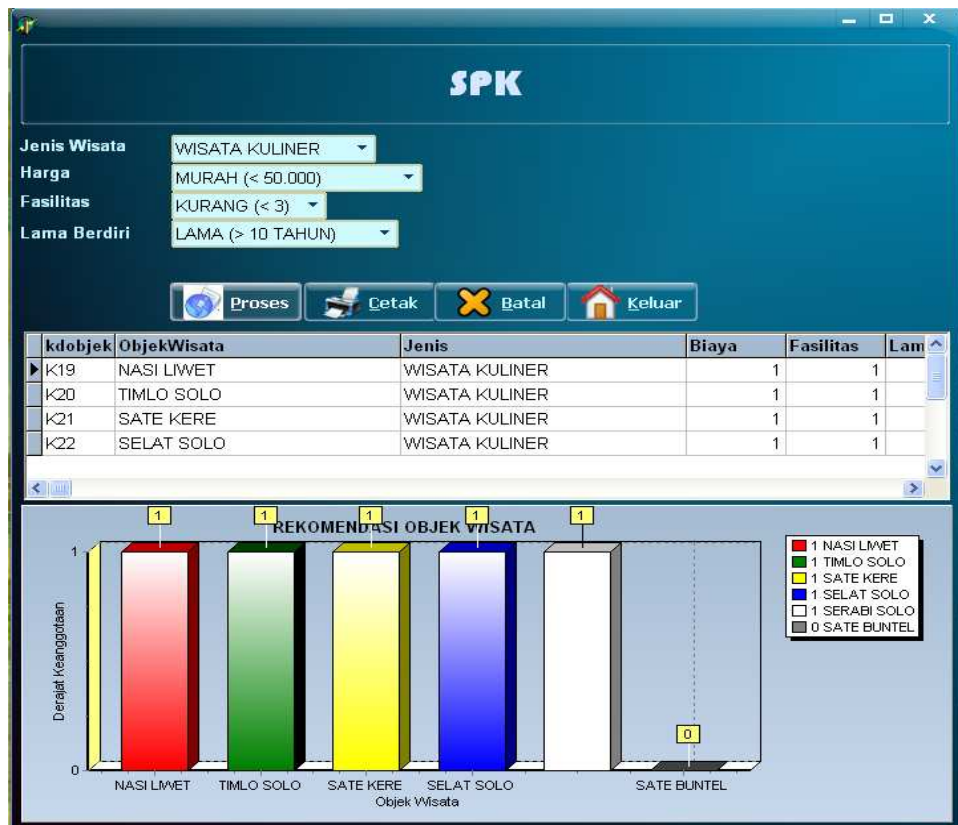 SPK
Jenis Wisata WISATA KULINER
Harga MURAH (< 50.000)
Fasilitas KURANG (< 3)
Lama Berdiri LAMA (> 10 TAHUN)
Proses Cetak Batal Keluar
kdobjek ObjekWisata Jenis Biaya Fasilitas Lam
K19 NASI LIWET WISATA KULINER 1 1
K20 TIMLO SOLO WISATA KULINER 1 1
K21 SATE KERE WISATA KULINER 1 1
K22 SELAT SOLO WISATA KULINER 1 1
REKOMENDASI OBJEK WISATA
1 1 1 1 1 0
1
0
Derajat Keanggotaan
NASI LIWET TIMLO SOLO SATE KERE SELAT SOLO SATE BUNTEL
Objek Wisata
1 NASI LIWET
1 TIMLO SOLO
1 SATE KERE
1 SELAT SOLO
1 SERABI SOLO
0 SATE BUNTEL